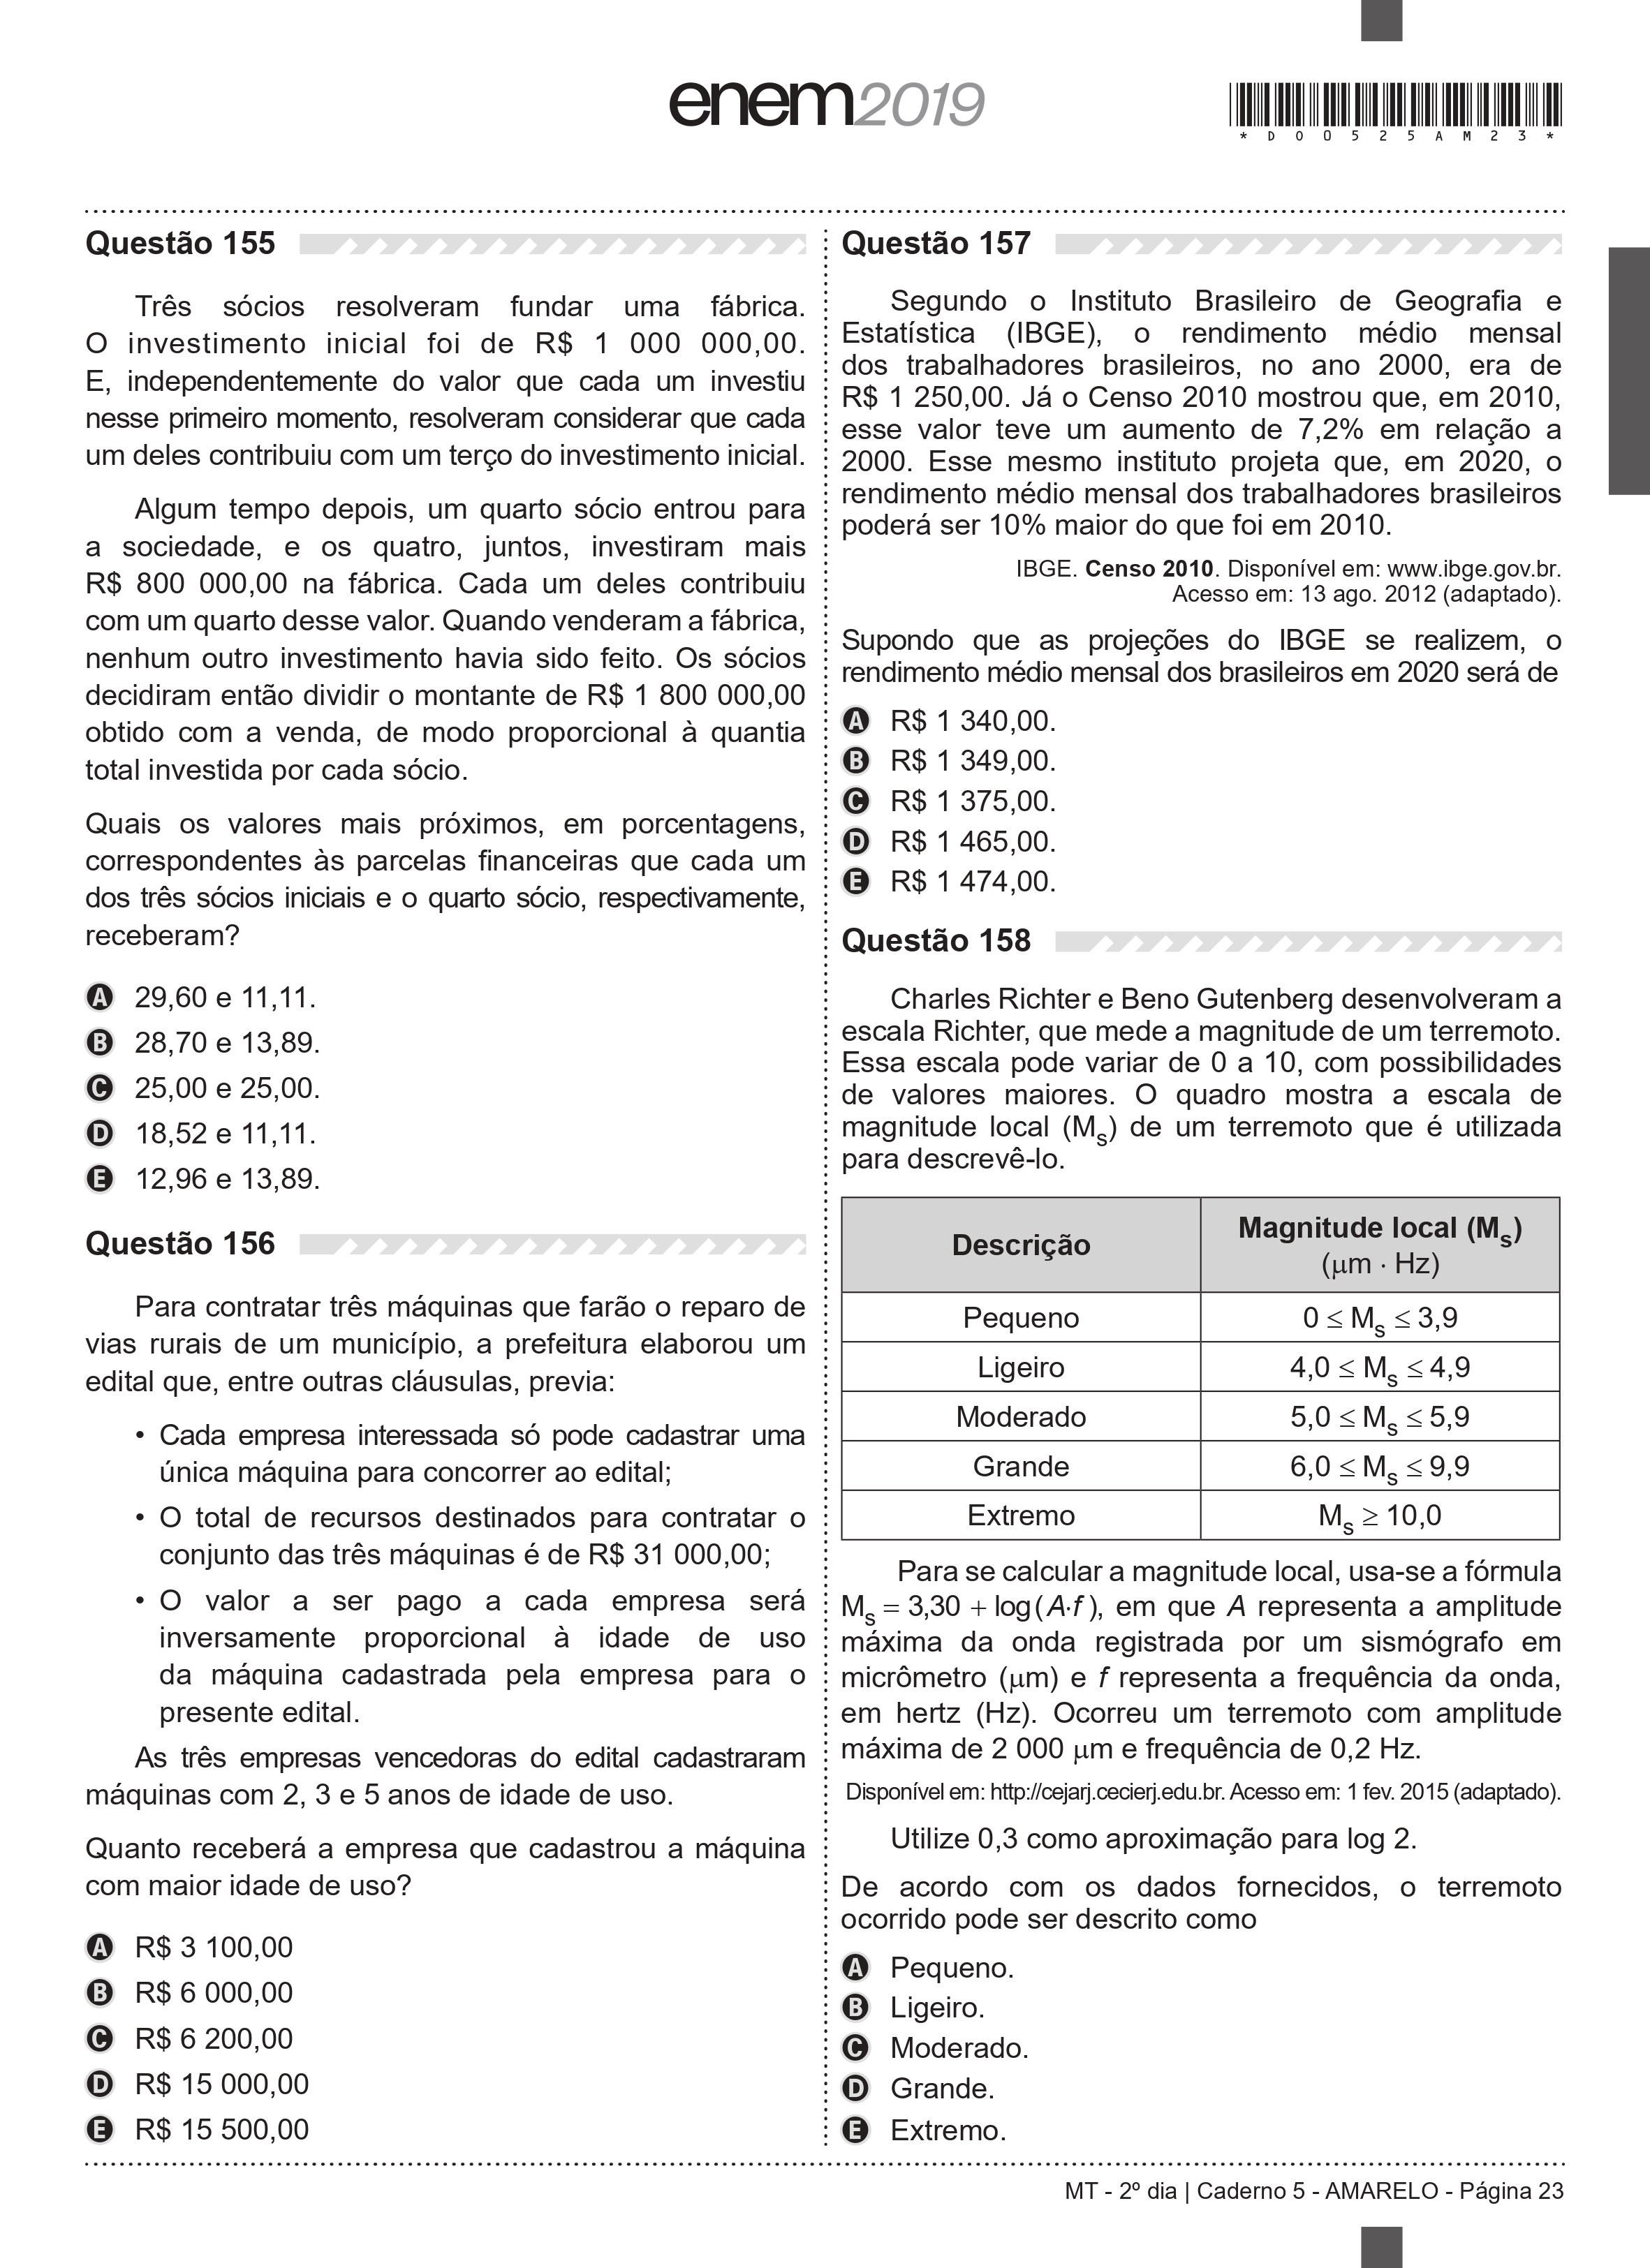 enem2019
*D0O525AM23*
Questão 155
Três sócios resolveram fundar uma fábrica.
O investimento inicial foi de R$ 1 000 000,00.
E, independentemente do valor que cada um investiu
nesse primeiro momento, resolveram considerar que cada
um deles contribuiu com um terço do investimento inicial.
Algum tempo depois, um quarto sócio entrou para
a sociedade, e os quatro, juntos, investiram mais
R$ 800 000,00 na fábrica. Cada um deles contribuiu
com um quarto desse valor. Quando venderam a fábrica,
nenhum outro investimento havia sido feito. Os sócios
decidiram então dividir o montante de R$ 1 800 000,00
obtido com a venda, de modo proporcional à quantia
total investida por cada sócio.
Quais os valores mais próximos, em porcentagens,
correspondentes às parcelas financeiras que cada um
dos três sócios iniciais e o quarto sócio, respectivamente,
receberam?
A 29,60 e 11,11.
B 28,70 e 13,89.
C 25,00 e 25,00.
D 18,52 e 11,11.
E 12,96 e 13,89.
Questão 156
Para contratar três máquinas que farão o reparo de
vias rurais de um município, a prefeitura elaborou um
edital que, entre outras cláusulas, previa:
• Cada empresa interessada só pode cadastrar uma
única máquina para concorrer ao edital;
• O total de recursos destinados para contratar o
conjunto das três máquinas é de R$ 31 000,00;
• O valor a ser pago a cada empresa será
inversamente proporcional à idade de uso
da máquina cadastrada pela empresa para o
presente edital.
As três empresas vencedoras do edital cadastraram
máquinas com 2, 3 e 5 anos de idade de uso.
Quanto receberá a empresa que cadastrou a máquina
com maior idade de uso?
A R$ 3 100,00
B R$ 6 000,00
C R$ 6 200,00
D R$ 15 000,00
E R$ 15 500,00
Questão 157
Segundo o Instituto Brasileiro de Geografia e
Estatística (IBGE), o rendimento médio mensal
dos trabalhadores brasileiros, no ano 2000, era de
R$ 1 250,00. Já o Censo 2010 mostrou que, em 2010,
esse valor teve um aumento de 7,2% em relação a
2000. Esse mesmo instituto projeta que, em 2020, o
rendimento médio mensal dos trabalhadores brasileiros
poderá ser 10% maior do que foi em 2010.
IBGE. Censo 2010. Disponível em: www.ibge.gov.br.
Acesso em: 13 ago. 2012 (adaptado).
Supondo que as projeções do IBGE se realizem, o
rendimento médio mensal dos brasileiros em 2020 será de
A R$ 1 340,00.
B R$ 1 349,00.
C R$ 1 375,00.
D R$ 1 465,00.
E R$ 1 474,00.
Questão 158
Charles Richter e Beno Gutenberg desenvolveram a
escala Richter, que mede a magnitude de um terremoto.
Essa escala pode variar de 0 a 10, com possibilidades
de valores maiores. O quadro mostra a escala de
magnitude local (Ms) de um terremoto que é utilizada
para descrevê-lo.
Descrição Magnitude local (Ms)
(μm · Hz)
Pequeno 0 ≤ Ms ≤ 3,9
Ligeiro 4,0 ≤ Ms ≤ 4,9
Moderado 5,0 ≤ Ms ≤ 5,9
Grande 6,0 ≤ Ms ≤ 9,9
Extremo Ms ≥ 10,0
Para se calcular a magnitude local, usa-se a fórmula
Ms = 3,30 + log(A·f), em que A representa a amplitude
máxima da onda registrada por um sismógrafo em
micrômetro (μm) e f representa a frequência da onda,
em hertz (Hz). Ocorreu um terremoto com amplitude
máxima de 2 000 μm e frequência de 0,2 Hz.
Disponível em: http://cejarj.cecierj.edu.br. Acesso em: 1 fev. 2015 (adaptado).
Utilize 0,3 como aproximação para log 2.
De acordo com os dados fornecidos, o terremoto
ocorrido pode ser descrito como
A Pequeno.
B Ligeiro.
C Moderado.
D Grande.
E Extremo.
MT - 2º dia | Caderno 5 - AMARELO - Página 23